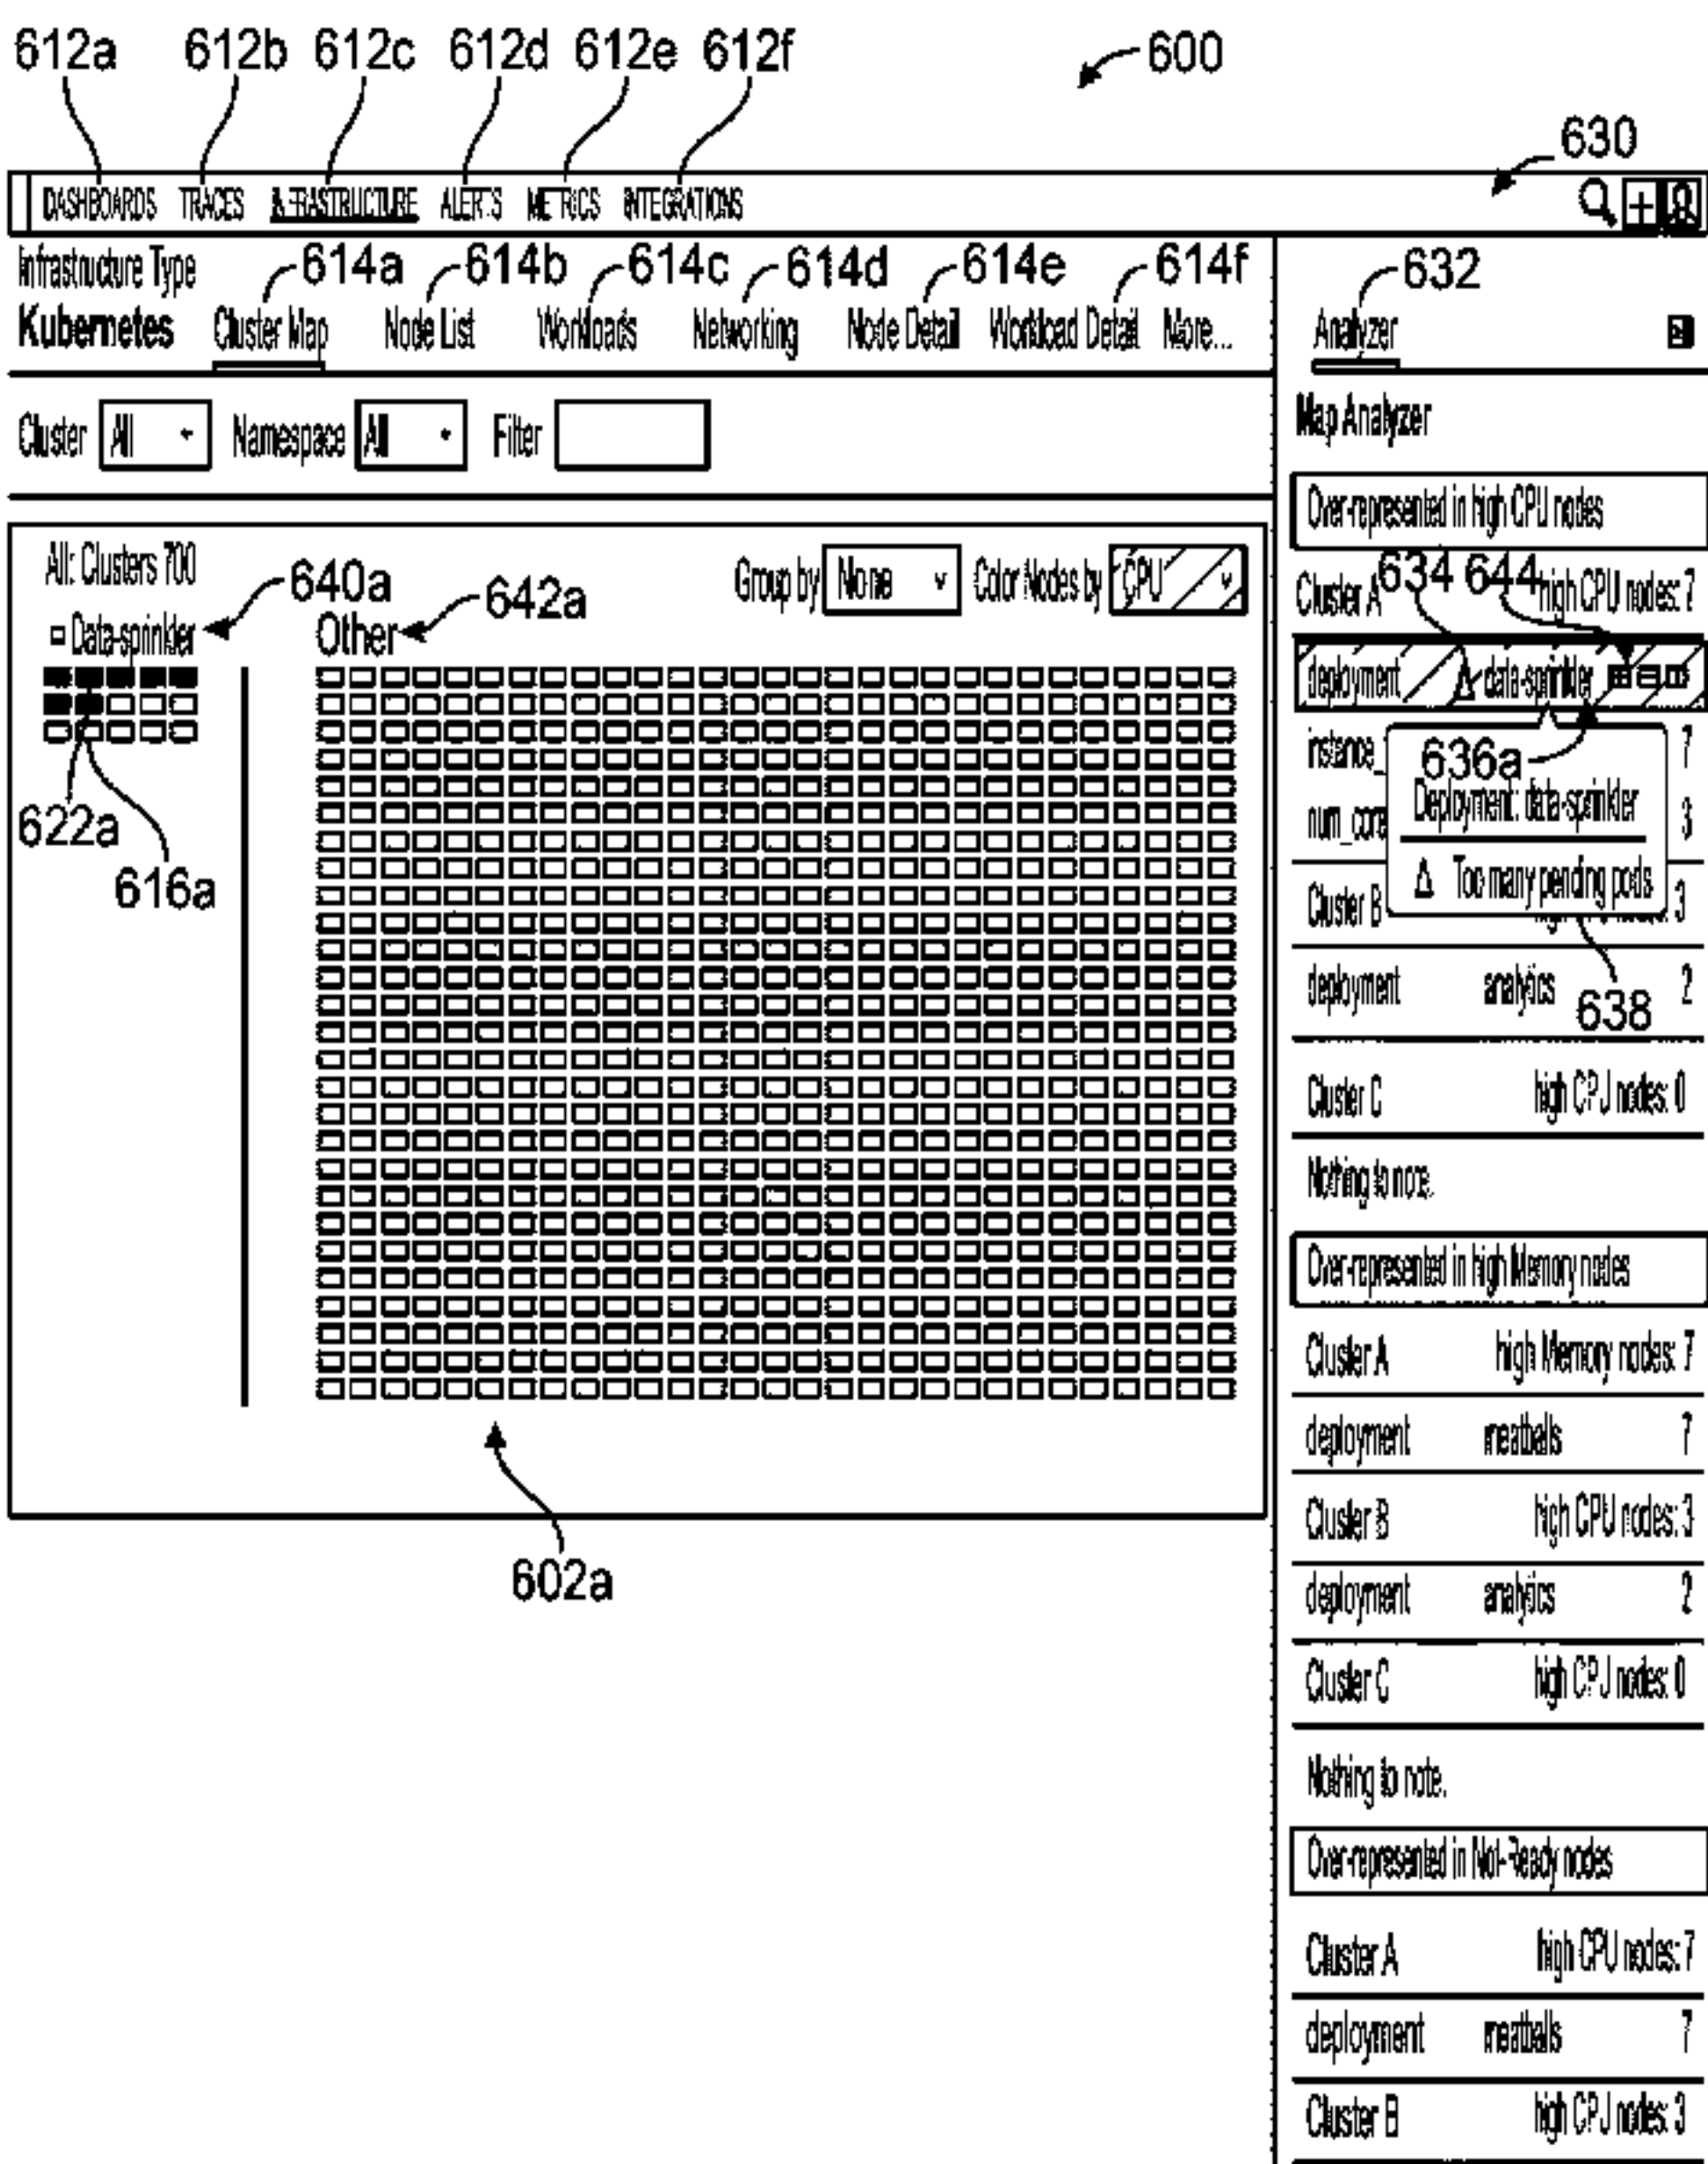 612a 612b 612c 612d 612e 612f
600
630
DASHBOARDS TRACES INFRASTRUCTURE ALERTS METRICS INTEGRATIONS
Infrastructure Type
614a 614b 614c 614d 614e 614f
Kubernetes Cluster Map Node List Workloads Networking Node Detail Workload Detail More...
Cluster All Namespace All Filter
All: Clusters 700
640a
642a
Group by None Color Nodes by CPU
Data-sprinkler
Other
622a
616a
602a
632
Analyzer
Map Analyzer
Over-represented in high CPU nodes
Cluster A 634 644 high CPU nodes: 7
deployment data-sprinkler
instance_ 7
636a
Deployment: data-sprinkler
num_core 3
Too many pending pods
Cluster B 3
deployment analytics 2
638
Cluster C high CPU nodes: 0
Nothing to note.
Over-represented in high Memory nodes
Cluster A high Memory nodes: 7
deployment meatballs 7
Cluster B high CPU nodes: 3
deployment analytics 2
Cluster C high CPU nodes: 0
Nothing to note.
Over-represented in Not-Ready nodes
Cluster A high CPU nodes: 7
deployment meatballs 7
Cluster B high CPU nodes: 3